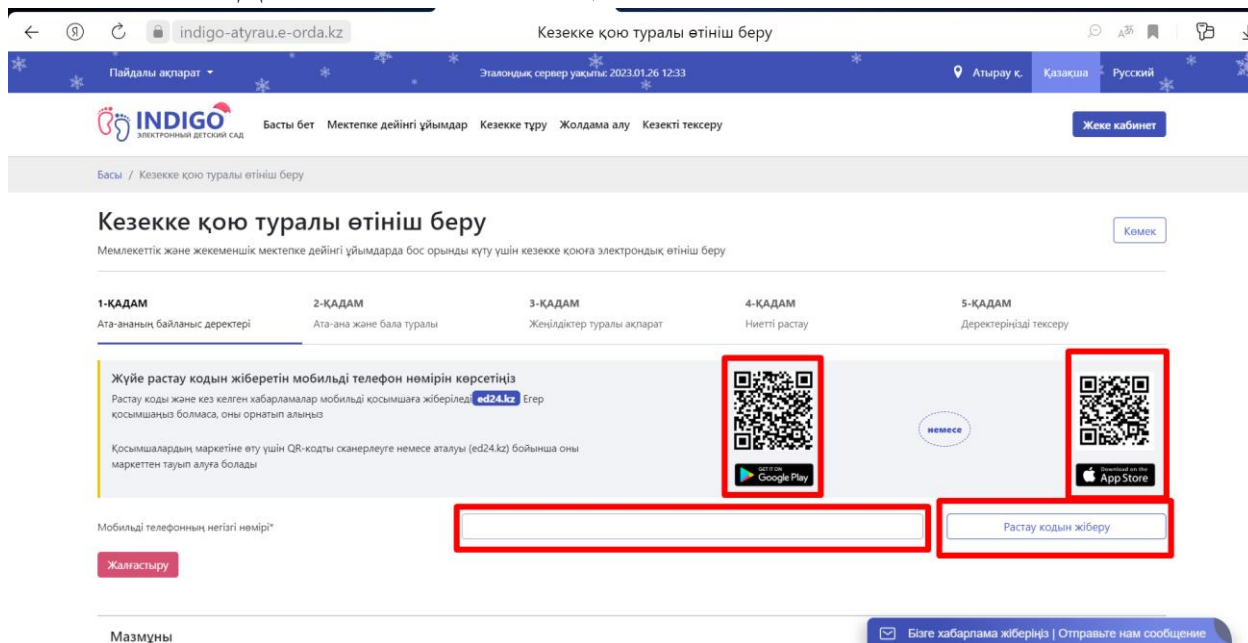 indigo-atyrau.e-orda.kz Кезекке қою туралы өтініш беру
Пайдалы ақпарат Эталондық сервер уақыты: 2023.01.26 12:33 Атырау қ. Қазақша Русский
INDIGO
ЭЛЕКТРОННЫЙ ДЕТСКИЙ САД
Басты бет Мектепке дейінгі ұйымдар Кезекке тұру Жолдама алу Кезекті тексеру Жеке кабинет
Басы / Кезекке қою туралы өтініш беру
Кезекке қою туралы өтініш беру
Көмек
Мемлекеттік және жекеменшік мектепке дейінгі ұйымдарда бос орынды күту үшін кезекке қоюға электрондық өтініш беру
1-ҚАДАМ 2-ҚАДАМ 3-ҚАДАМ 4-ҚАДАМ 5-ҚАДАМ
Ата-ананың байланыс деректері Ата-ана және бала туралы Жеңілдіктер туралы ақпарат Ниетті растау Деректеріңізді тексеру
Жүйе растау кодын жіберетін мобильді телефон нөмірін көрсетіңіз
Растау коды және кез келген хабарламалар мобильді қосымшаға жіберіледі ed24.kz Егер
қосымшаңыз болмаса, оны орнатып алыңыз
Қосымшалардың маркетіне өту үшін QR-кодты сканерлеуге немесе аталуы (ed24.kz) бойынша оны
маркеттен тауып алуға болады
GET IT ON
Google Play
немесе
Download on the
App Store
Мобильді телефонның негізгі нөмірі* Растау кодын жіберу
Жалғастыру
Мазмұны
Бізге хабарлама жіберіңіз | Отправьте нам сообщение